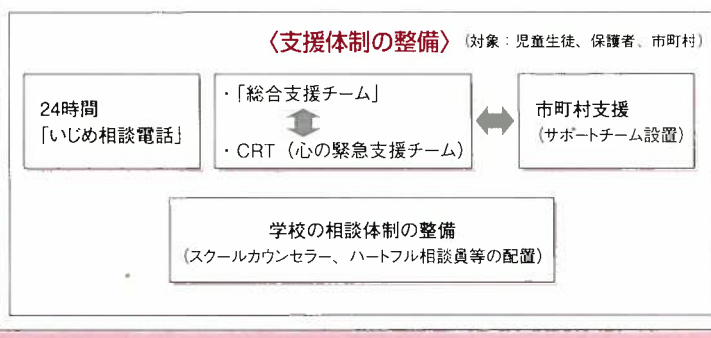 〈支援体制の整備〉 (対象：児童生徒、保護者、市町村)
24時間
「いじめ相談電話」
・「総合支援チーム」
・CRT（心の緊急支援チーム）
市町村支援
(サポートチーム設置)
学校の相談体制の整備
(スクールカウンセラー、ハートフル相談員等の配置)